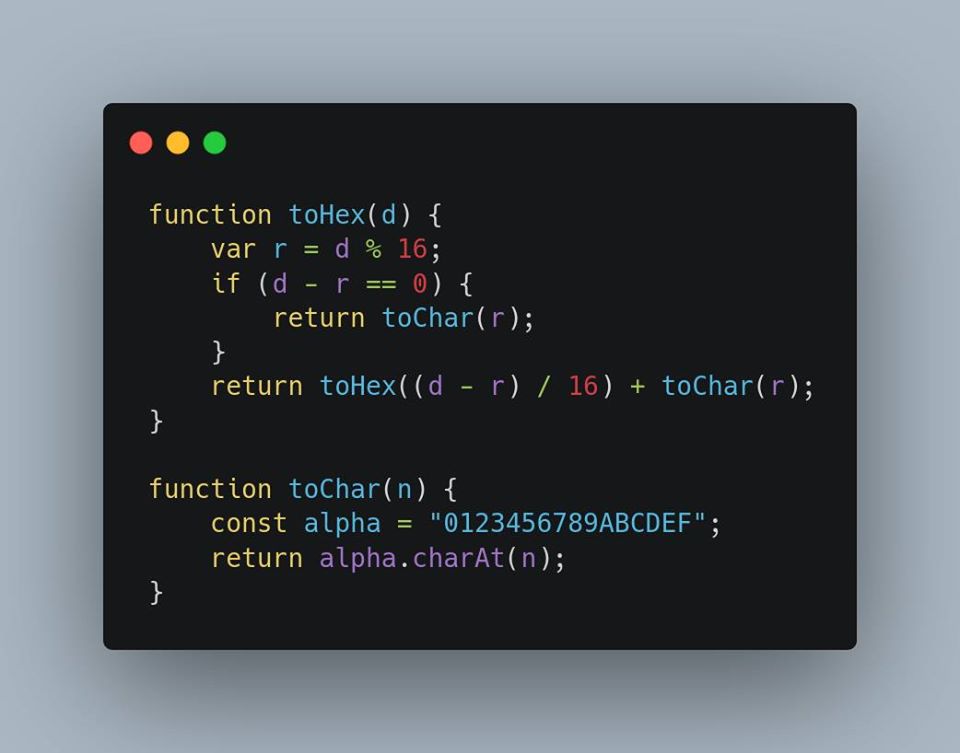 function toHex(d) {
    var r = d % 16;
    if (d - r == 0) {
        return toChar(r);
    }
    return toHex((d - r) / 16) + toChar(r);
}

function toChar(n) {
    const alpha = "0123456789ABCDEF";
    return alpha.charAt(n);
}